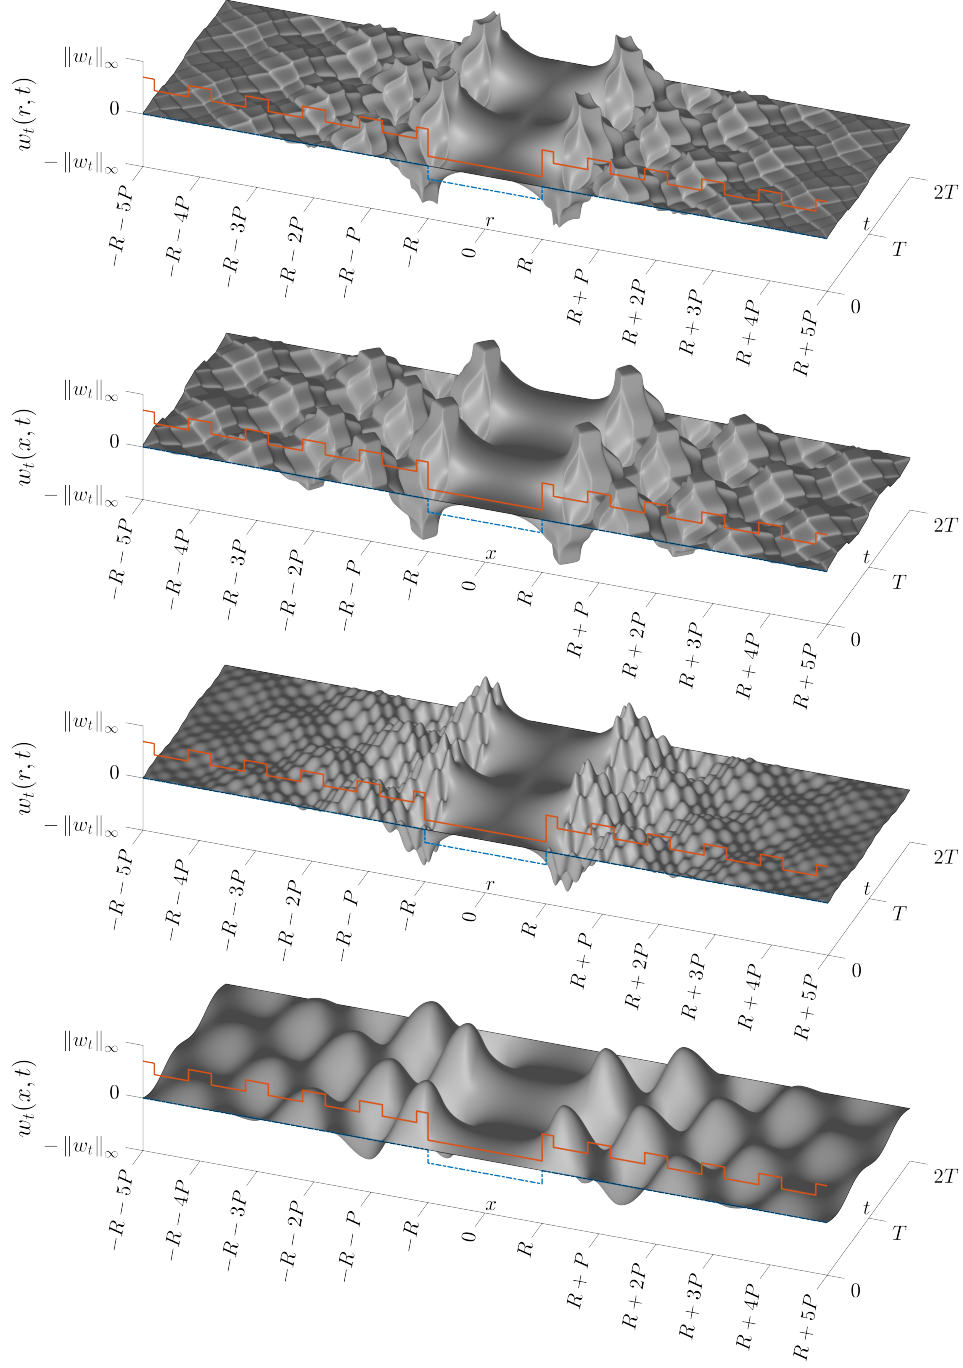 w_t(r, t)
‖w_t‖_∞
0
−‖w_t‖_∞
−R − 5P
−R − 4P
−R − 3P
−R − 2P
−R − P
−R
0
R
R + P
R + 2P
R + 3P
R + 4P
R + 5P
r
0
T
2T
t
w_t(x, t)
‖w_t‖_∞
0
−‖w_t‖_∞
−R − 5P
−R − 4P
−R − 3P
−R − 2P
−R − P
−R
0
R
R + P
R + 2P
R + 3P
R + 4P
R + 5P
x
0
T
2T
t
w_t(r, t)
‖w_t‖_∞
0
−‖w_t‖_∞
−R − 5P
−R − 4P
−R − 3P
−R − 2P
−R − P
−R
0
R
R + P
R + 2P
R + 3P
R + 4P
R + 5P
r
0
T
2T
t
w_t(x, t)
‖w_t‖_∞
0
−‖w_t‖_∞
−R − 5P
−R − 4P
−R − 3P
−R − 2P
−R − P
−R
0
R
R + P
R + 2P
R + 3P
R + 4P
R + 5P
x
0
T
2T
t